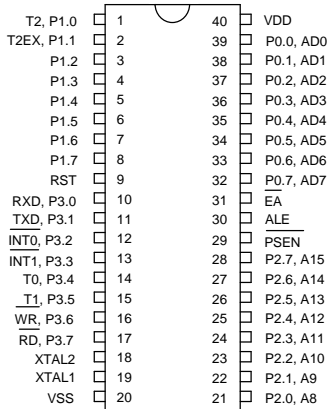 T2, P1.0 1 40 VDD
T2EX, P1.1 2 39 P0.0, AD0
P1.2 3 38 P0.1, AD1
P1.3 4 37 P0.2, AD2
P1.4 5 36 P0.3, AD3
P1.5 6 35 P0.4, AD4
P1.6 7 34 P0.5, AD5
P1.7 8 33 P0.6, AD6
RST 9 32 P0.7, AD7
RXD, P3.0 10 31 EA
TXD, P3.1 11 30 ALE
INT0, P3.2 12 29 PSEN
INT1, P3.3 13 28 P2.7, A15
T0, P3.4 14 27 P2.6, A14
T1, P3.5 15 26 P2.5, A13
WR, P3.6 16 25 P2.4, A12
RD, P3.7 17 24 P2.3, A11
XTAL2 18 23 P2.2, A10
XTAL1 19 22 P2.1, A9
VSS 20 21 P2.0, A8